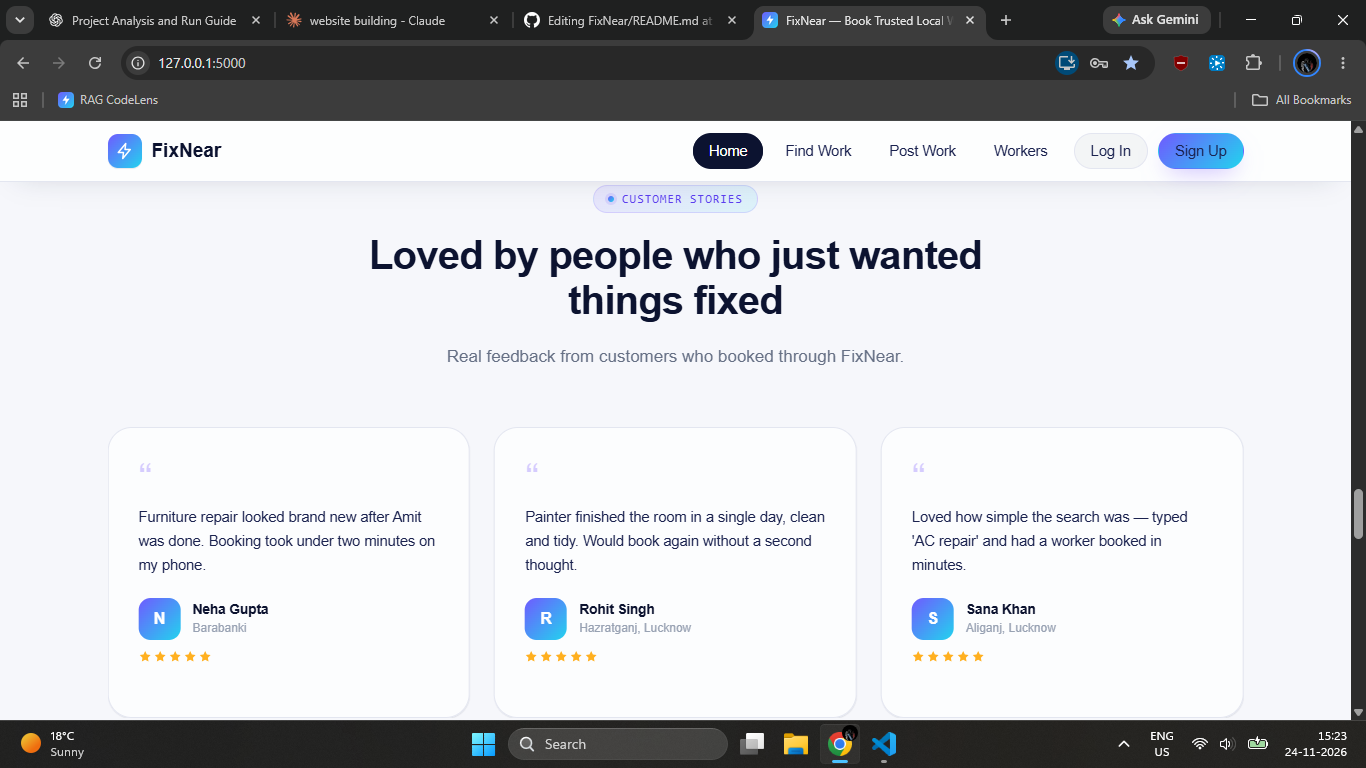 Project Analysis and Run Guide
website building - Claude
Editing FixNear/README.md at
FixNear — Book Trusted Local
Ask Gemini
127.0.0.1:5000
RAG CodeLens
All Bookmarks
FixNear
Home
Find Work
Post Work
Workers
Log In
Sign Up
CUSTOMER STORIES
Loved by people who just wanted
things fixed
Real feedback from customers who booked through FixNear.
“
Furniture repair looked brand new after Amit
was done. Booking took under two minutes on
my phone.
N
Neha Gupta
Barabanki
“
Painter finished the room in a single day, clean
and tidy. Would book again without a second
thought.
R
Rohit Singh
Hazratganj, Lucknow
“
Loved how simple the search was — typed
'AC repair' and had a worker booked in
minutes.
S
Sana Khan
Aliganj, Lucknow
18°C
Sunny
Search
ENG
US
15:23
24-11-2026